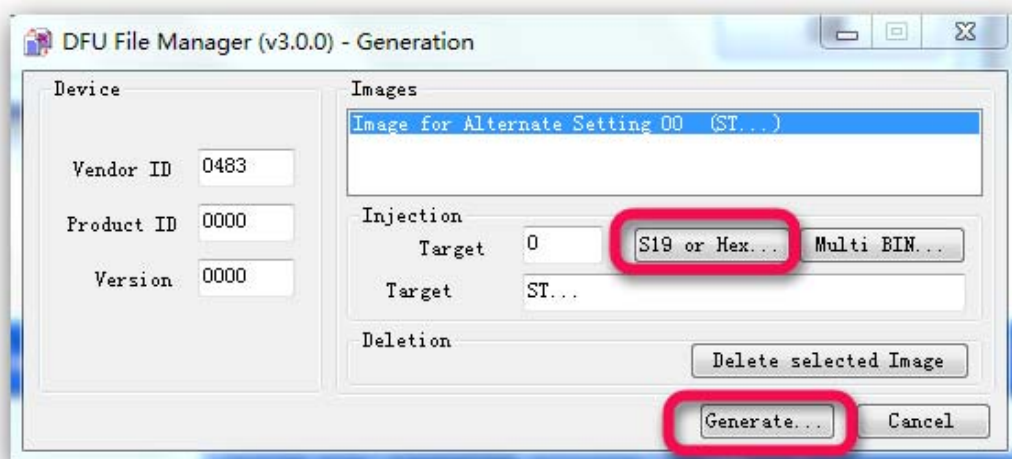 DFU File Manager (v3.0.0) - Generation
Device
Vendor ID 0483
Product ID 0000
Version 0000
Images
Image for Alternate Setting 00 (ST...)
Injection
Target 0 S19 or Hex... Multi BIN...
Target ST...
Deletion
Delete selected Image
Generate... Cancel